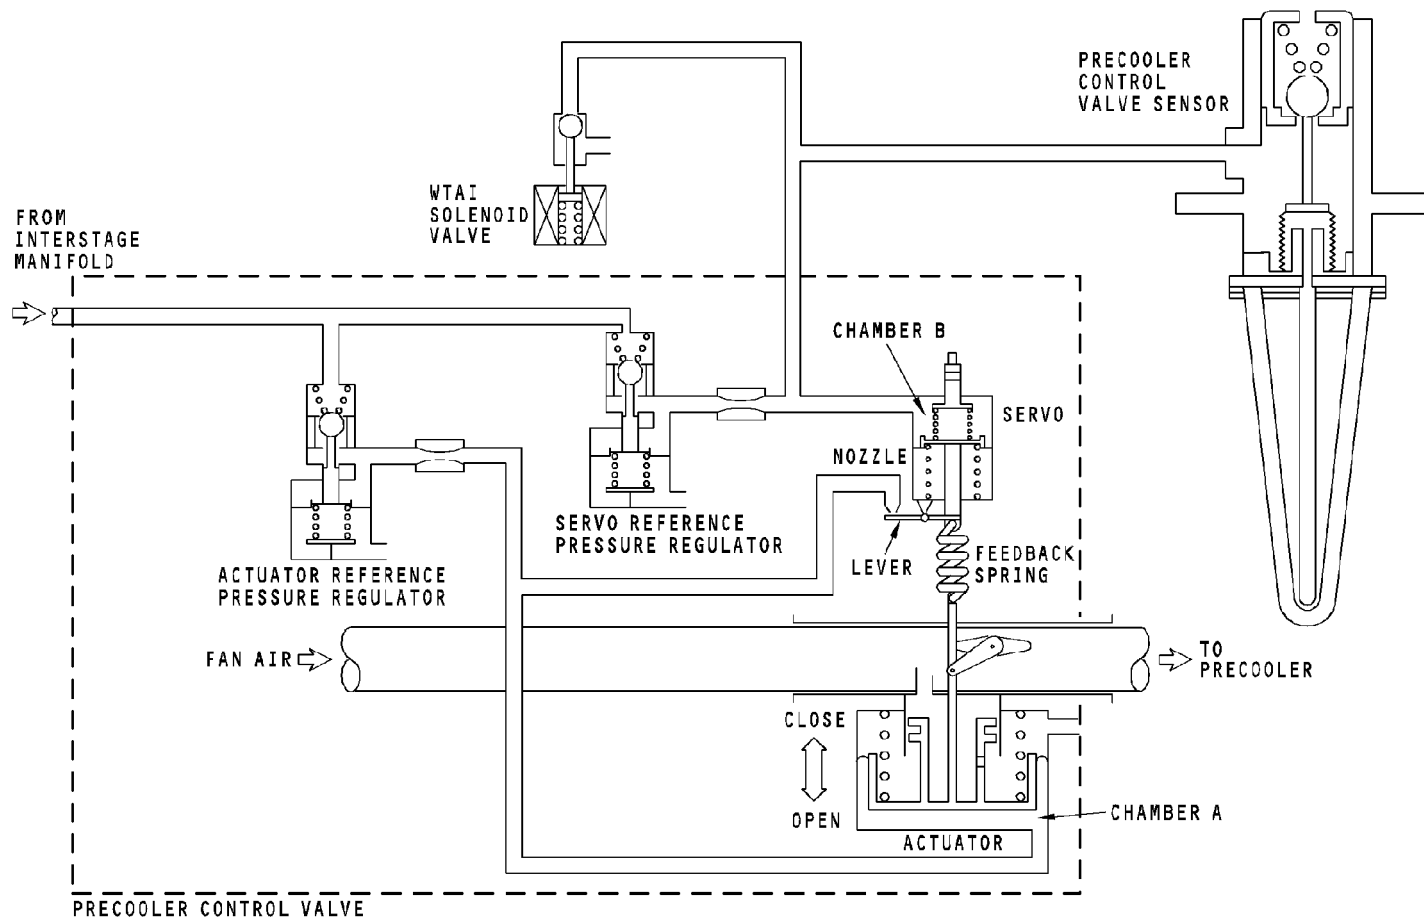 PRECOOLER
CONTROL
VALVE SENSOR
WTAI
SOLENOID
VALVE
FROM
INTERSTAGE
MANIFOLD
CHAMBER B
SERVO
NOZZLE
SERVO REFERENCE
PRESSURE REGULATOR
LEVER
FEEDBACK
SPRING
ACTUATOR REFERENCE
PRESSURE REGULATOR
FAN AIR
TO
PRECOOLER
CLOSE
OPEN
CHAMBER A
ACTUATOR
PRECOOLER CONTROL VALVE